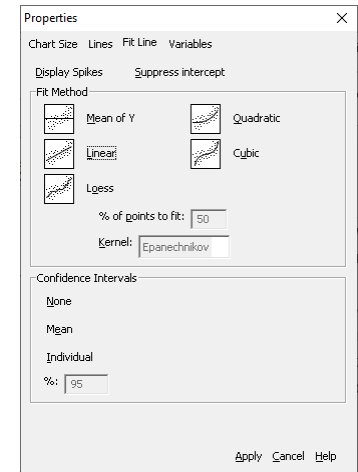 Properties
Chart Size Lines Fit Line Variables
Display Spikes Suppress intercept
Fit Method
Mean of Y Quadratic
Linear Cubic
Loess
% of points to fit: 50
Kernel: Epanechnikov
Confidence Intervals
None
Mean
Individual
%: 95
Apply Cancel Help